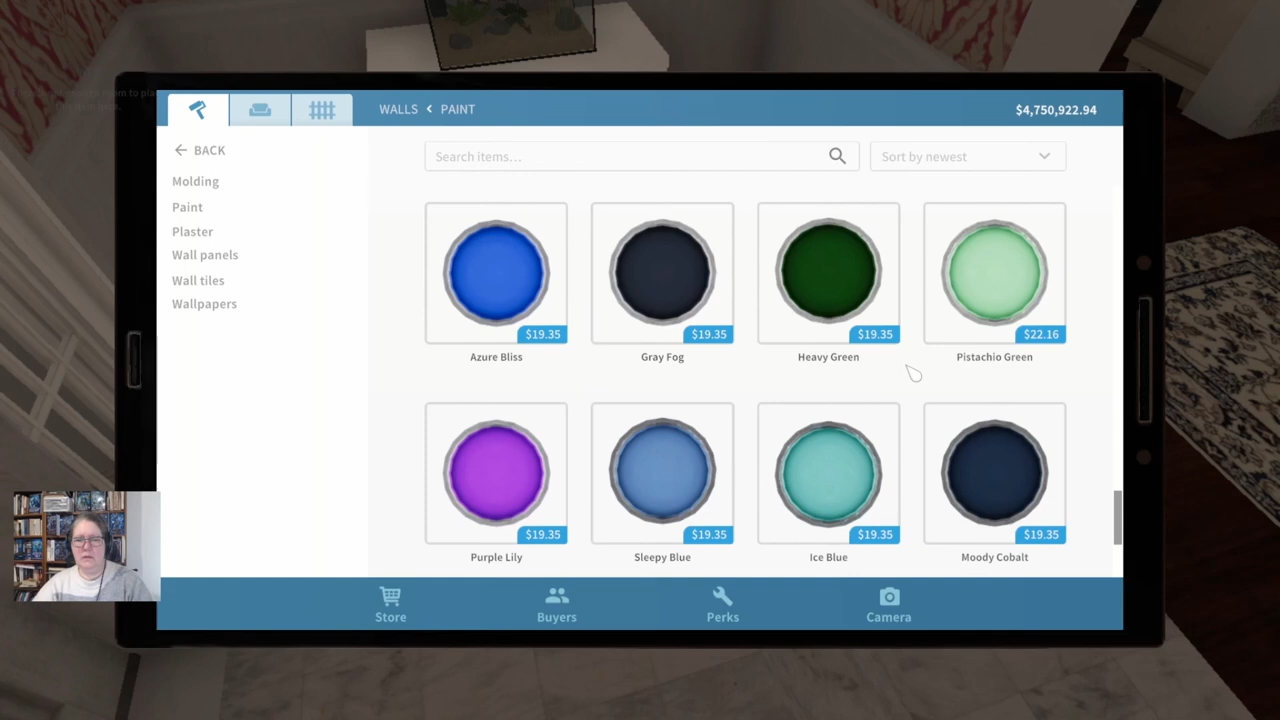 WALLS < PAINT
$4,750,922.94
BACK
Search items...
Sort by newest
Molding
Paint
Plaster
Wall panels
Wall tiles
Wallpapers
$19.35
$19.35
$19.35
$22.16
Azure Bliss
Gray Fog
Heavy Green
Pistachio Green
$19.35
$19.35
$19.35
$19.35
Purple Lily
Sleepy Blue
Ice Blue
Moody Cobalt
Store
Buyers
Perks
Camera